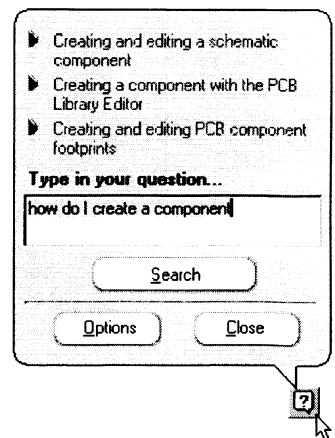 Creating and editing a schematic
component
Creating a component with the PCB
Library Editor
Creating and editing PCB component
footprints
Type in your question...
how do I create a component
Search
Options
Close
?